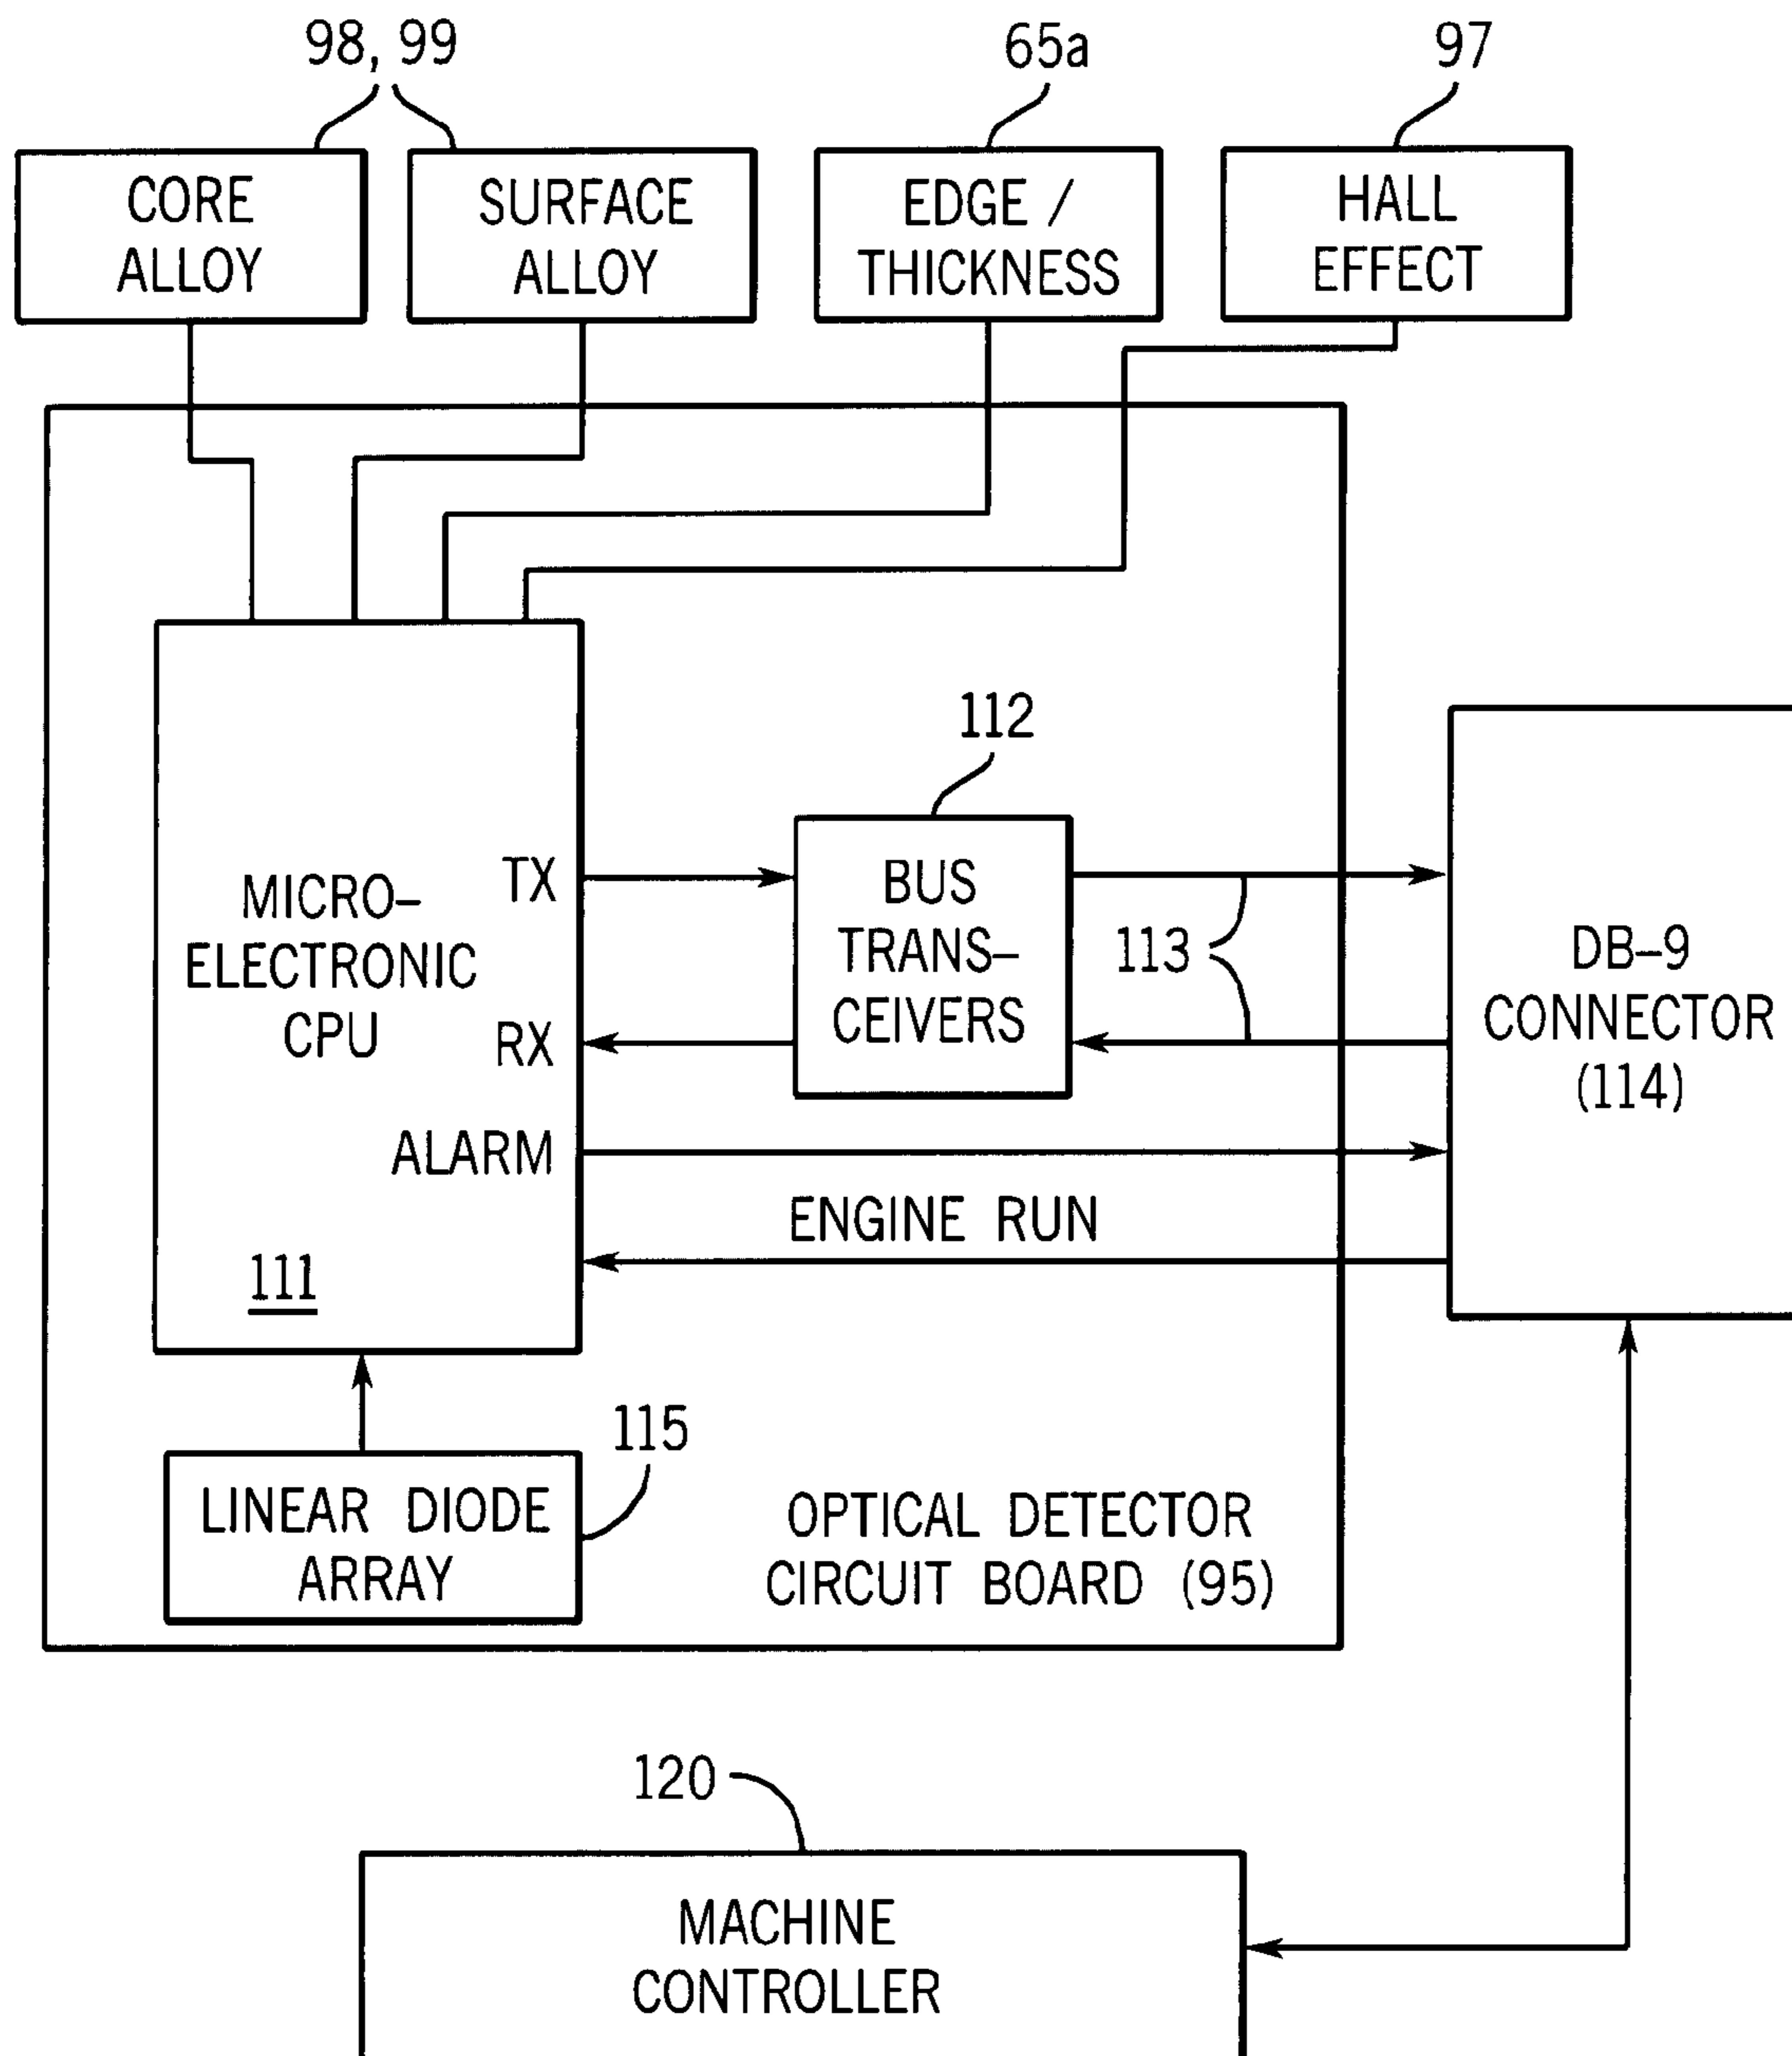 98, 99
65a
97
CORE
ALLOY
SURFACE
ALLOY
EDGE /
THICKNESS
HALL
EFFECT
112
MICRO–
ELECTRONIC
CPU
TX
RX
ALARM
111
BUS
TRANS–
CEIVERS
113
DB–9
CONNECTOR
(114)
ENGINE RUN
115
LINEAR DIODE
ARRAY
OPTICAL DETECTOR
CIRCUIT BOARD (95)
120
MACHINE
CONTROLLER